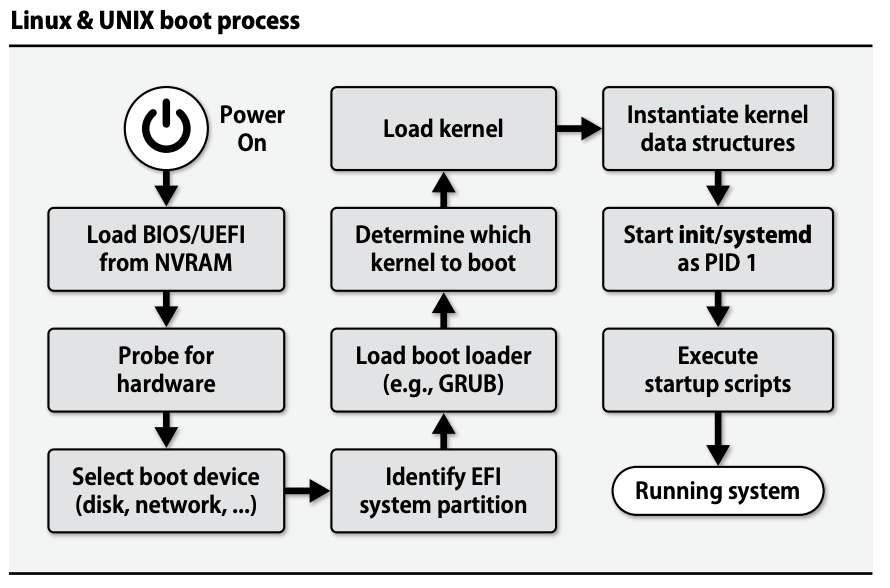 Linux & UNIX boot process
Power
On
Load BIOS/UEFI
from NVRAM
Probe for
hardware
Select boot device
(disk, network, ...)
Identify EFI
system partition
Load boot loader
(e.g., GRUB)
Determine which
kernel to boot
Load kernel
Instantiate kernel
data structures
Start init/systemd
as PID 1
Execute
startup scripts
Running system